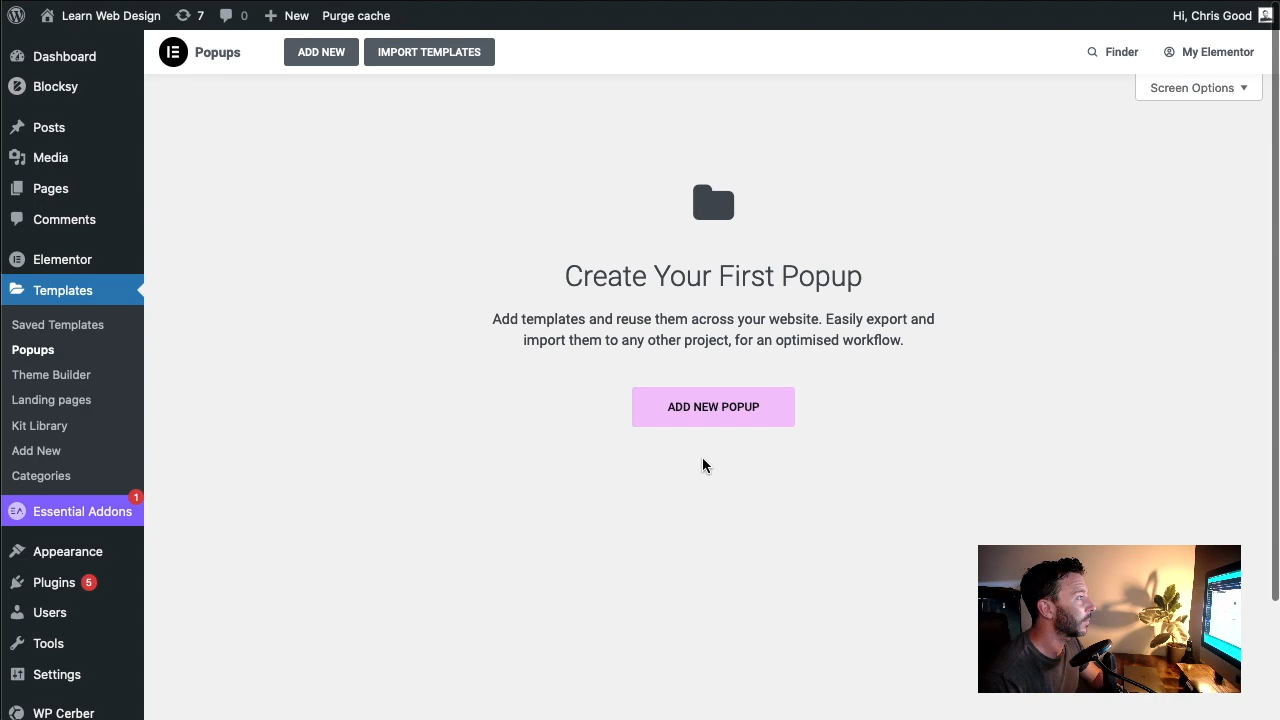 Learn Web Design
7
0
New
Purge cache
Hi, Chris Good
Dashboard
Blocksy
Posts
Media
Pages
Comments
Elementor
Templates
Saved Templates
Popups
Theme Builder
Landing pages
Kit Library
Add New
Categories
1
Essential Addons
Appearance
Plugins 5
Users
Tools
Settings
WP Cerber
Popups
ADD NEW
IMPORT TEMPLATES
Finder
My Elementor
Screen Options
Create Your First Popup
Add templates and reuse them across your website. Easily export and
import them to any other project, for an optimised workflow.
ADD NEW POPUP